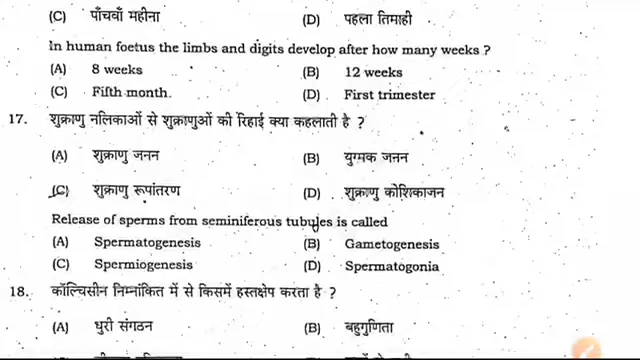 (C) पाँचवाँ महीना (D) पहला तिमाही
In human foetus the limbs and digits develop after how many weeks ?
(A) 8 weeks (B) 12 weeks
(C) Fifth month. (D) First trimester
17. शुक्राणु नलिकाओं से शुक्राणुओं की रिहाई क्या कहलाती है ?
(A) शुक्राणु जनन (B) युग्मक जनन
(C) शुक्राणु रूपांतरण (D) शुक्राणु कोशिकाजन
Release of sperms from seminiferous tubules is called
(A) Spermatogenesis (B) Gametogenesis
(C) Spermiogenesis (D) Spermatogonia
18. कॉल्चिसीन निम्नांकित में से किसमें हस्तक्षेप करता है ?
(A) धुरी संगठन (B) बहुगुणिता